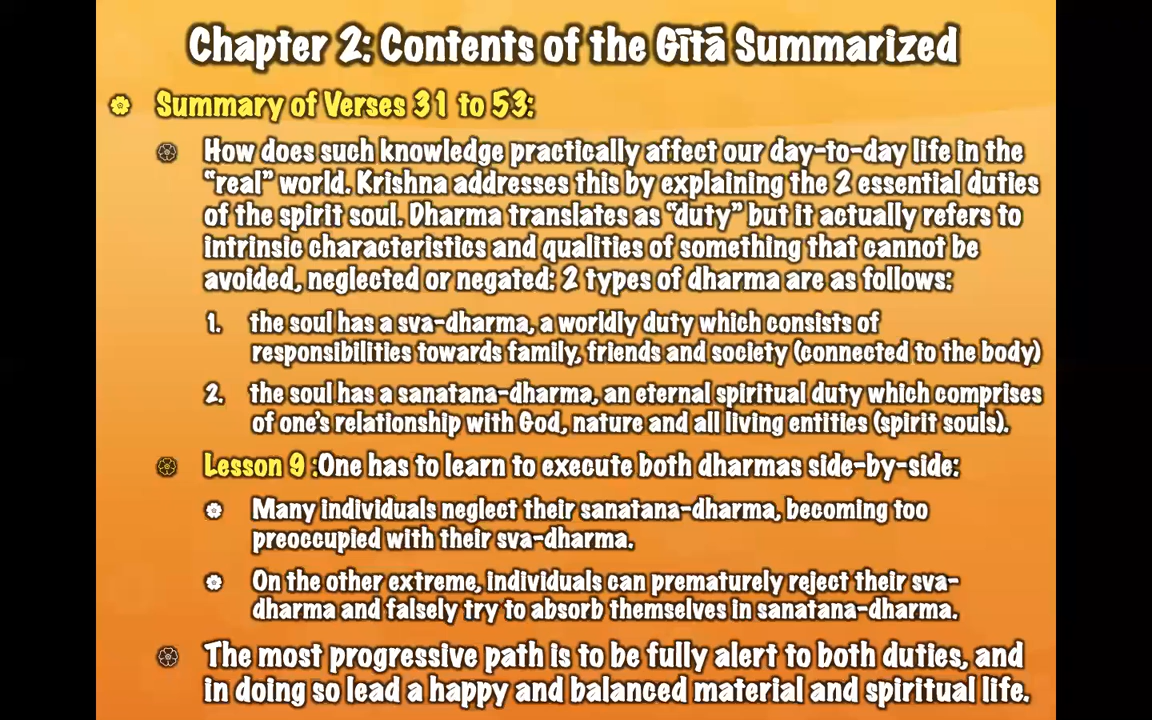 Chapter 2: Contents of the Gītā Summarized
Summary of Verses 31 to 53:
How does such knowledge practically affect our day-to-day life in the
“real” world. Krishna addresses this by explaining the 2 essential duties
of the spirit soul. Dharma translates as “duty” but it actually refers to
intrinsic characteristics and qualities of something that cannot be
avoided, neglected or negated: 2 types of dharma are as follows:
1. the soul has a sva-dharma, a worldly duty which consists of
responsibilities towards family, friends and society (connected to the body)
2. the soul has a sanatana-dharma, an eternal spiritual duty which comprises
of one’s relationship with God, nature and all living entities (spirit souls).
Lesson 9 :One has to learn to execute both dharmas side-by-side:
Many individuals neglect their sanatana-dharma, becoming too
preoccupied with their sva-dharma.
On the other extreme, individuals can prematurely reject their sva-
dharma and falsely try to absorb themselves in sanatana-dharma.
The most progressive path is to be fully alert to both duties, and
in doing so lead a happy and balanced material and spiritual life.